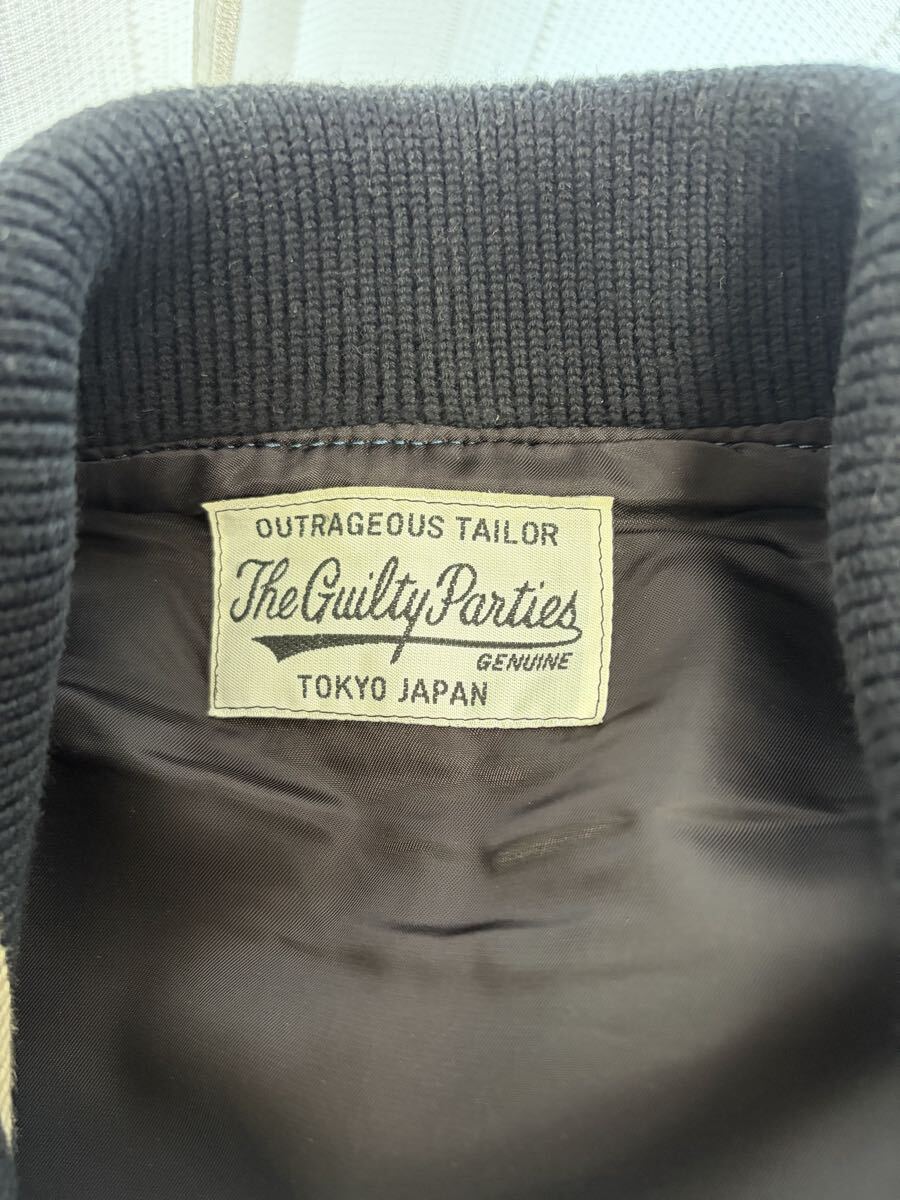 OUTRAGEOUS TAILOR
The Guilty Parties
GENUINE
TOKYO JAPAN